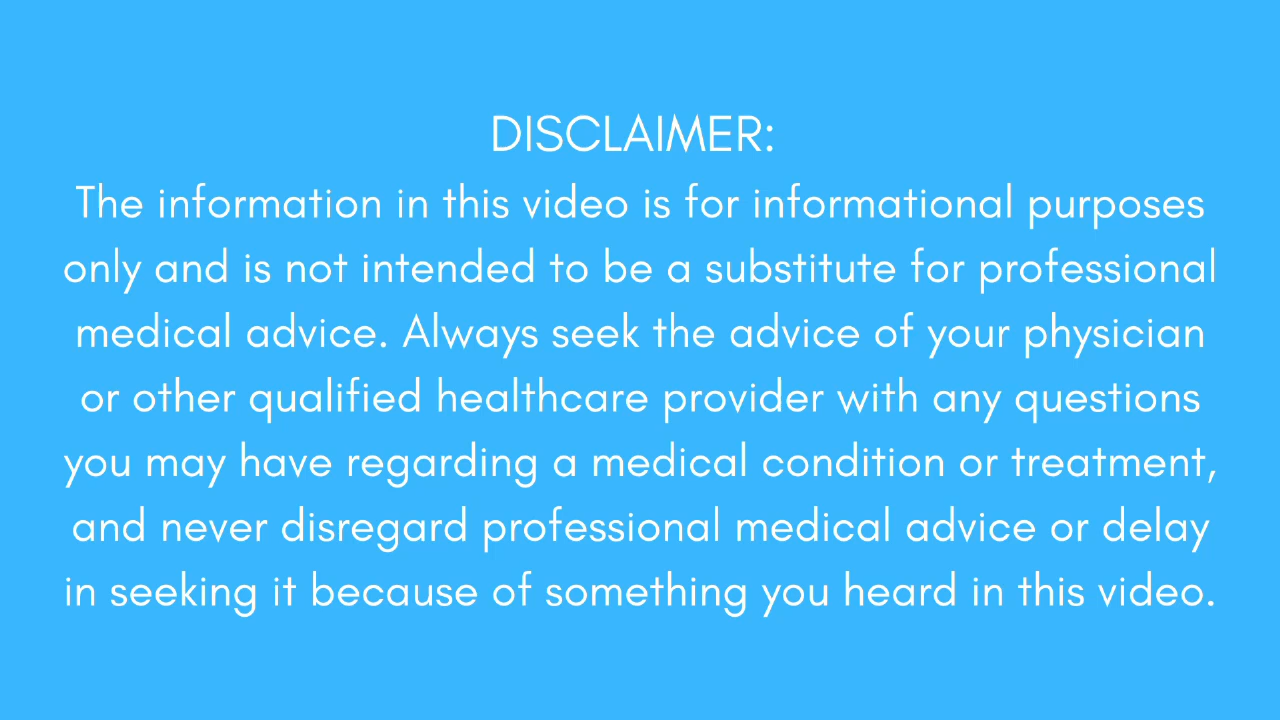 DISCLAIMER:
The information in this video is for informational purposes
only and is not intended to be a substitute for professional
medical advice. Always seek the advice of your physician
or other qualified healthcare provider with any questions
you may have regarding a medical condition or treatment,
and never disregard professional medical advice or delay
in seeking it because of something you heard in this video.